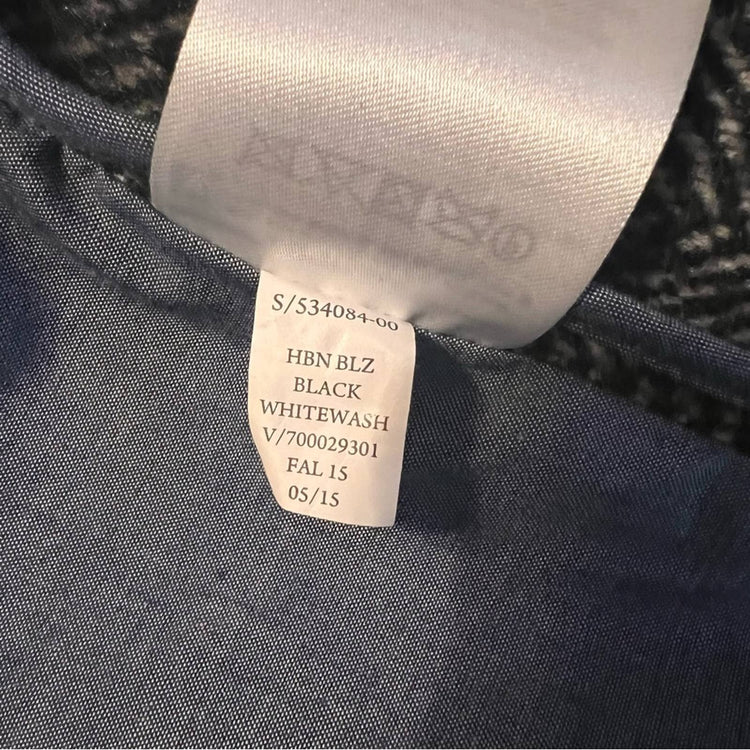 S/534084-00
HBN BLZ
BLACK
WHITEWASH
V/700029301
FAL 15
05/15